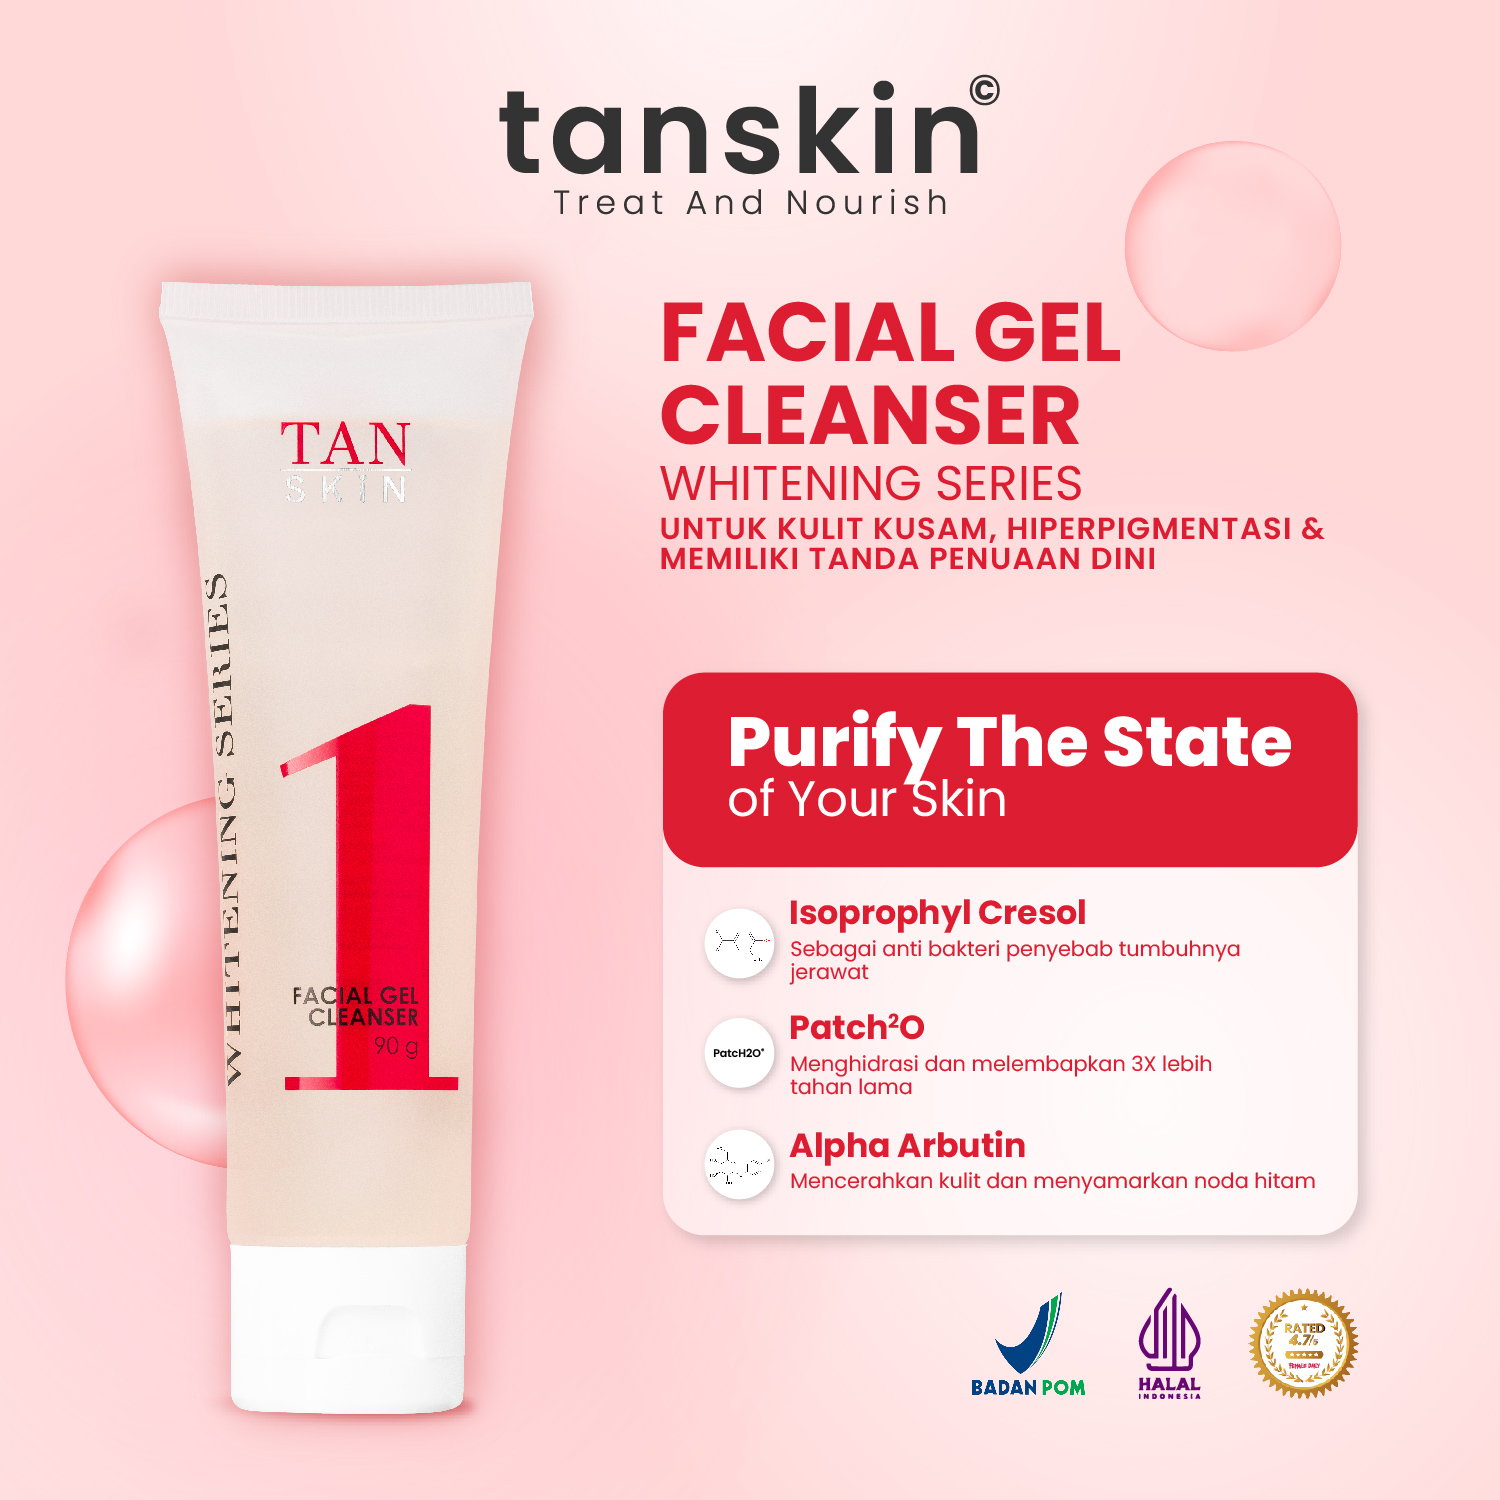 tanskin©
Treat And Nourish
FACIAL GEL
CLEANSER
WHITENING SERIES
UNTUK KULIT KUSAM, HIPERPIGMENTASI &
MEMILIKI TANDA PENUAAN DINI
TAN
SKIN
WHITENING SERIES
1
FACIAL GEL
CLEANSER
90 g
Purify The State
of Your Skin
Isoprophyl Cresol
Sebagai anti bakteri penyebab tumbuhnya
jerawat
PatcH2O*
Patch²O
Menghidrasi dan melembapkan 3X lebih
tahan lama
Alpha Arbutin
Mencerahkan kulit dan menyamarkan noda hitam
BADAN POM
HALAL
INDONESIA
RATED
4.7/5
FEMALE DAILY